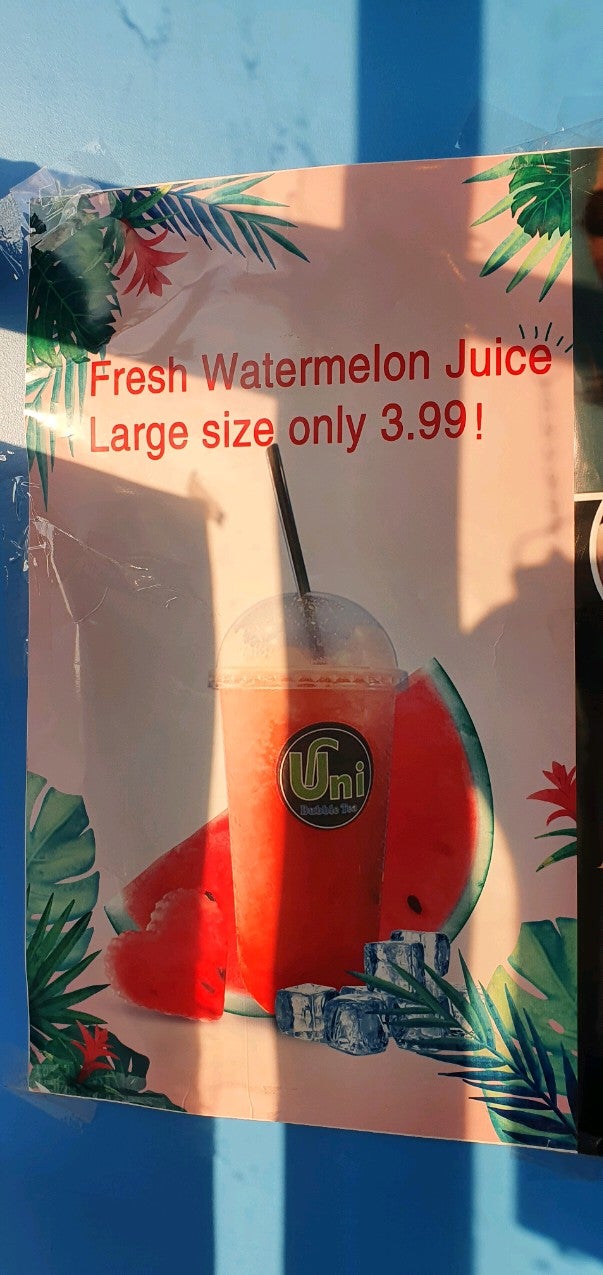 Fresh Watermelon Juice
Large size only 3.99!
Uni
Bubble Tea